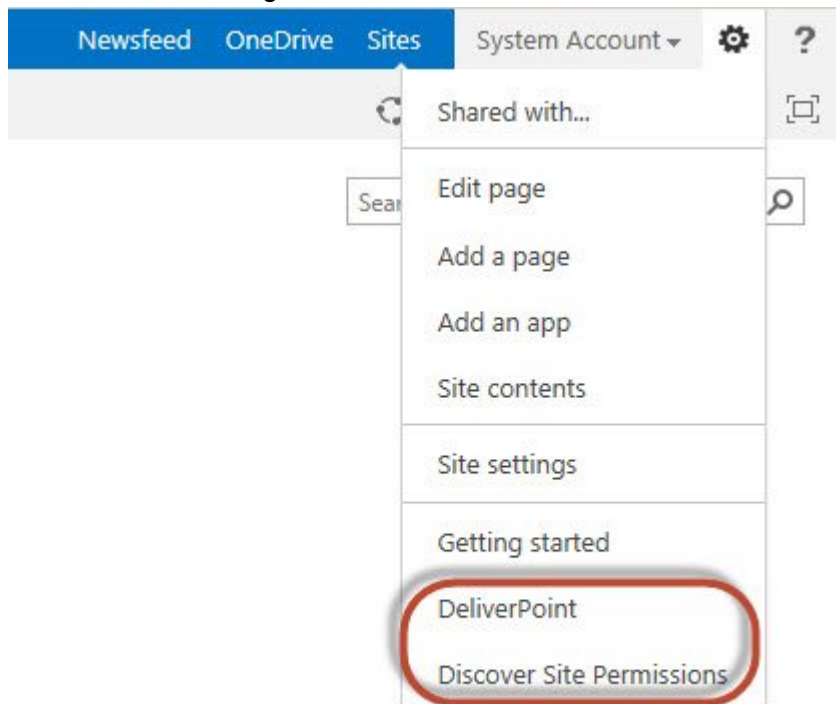 Newsfeed OneDrive Sites System Account ?
Shared with...
Edit page
Add a page
Add an app
Site contents
Site settings
Getting started
DeliverPoint
Discover Site Permissions